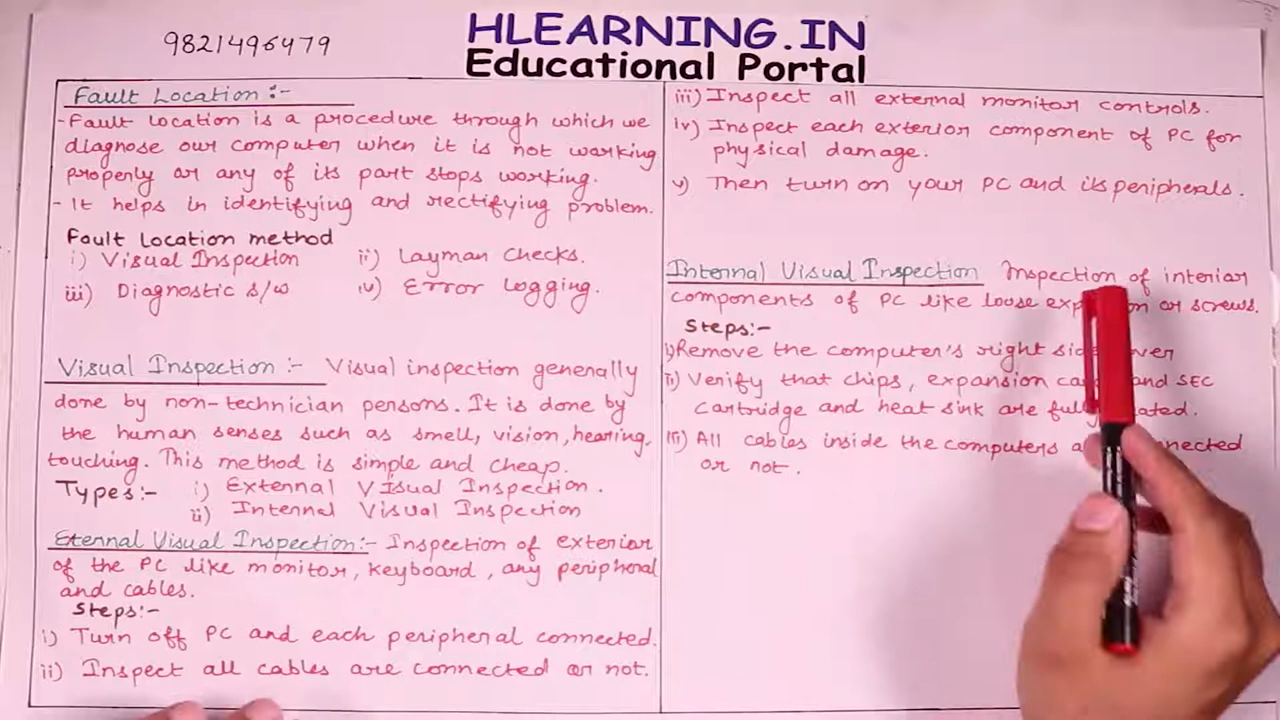 9821496479
HLEARNING.IN
Educational Portal
Fault Location :-
- Fault Location is a procedure through which we
diagnose our computer when it is not working
properly or any of its part stops working.
- It helps in identifying and rectifying problem.
Fault Location method
i) Visual Inspection ii) Layman Checks.
iii) Diagnostic s/w iv) Error Logging.
Visual Inspection :- Visual inspection generally
done by non-technician persons. It is done by
the human senses such as smell, vision, hearing,
touching. This method is simple and cheap.
Types:- i) External Visual Inspection.
ii) Internal Visual Inspection
Eternal Visual Inspection:- Inspection of exterior
of the PC like monitor, keyboard, any peripheral
and cables.
Steps:-
i) Turn off PC and each peripheral connected.
ii) Inspect all cables are connected or not.
iii) Inspect all external monitor controls.
iv) Inspect each exterior component of PC for
physical damage.
v) Then turn on your PC and its peripherals.
Internal Visual Inspection Inspection of interior
components of PC like loose or screws.
Steps:-
i) Remove the computer's right
ii) Verify that chips, expansion and SEC
Cartridge and heat sink are
iii) All cables inside the computers
or not.